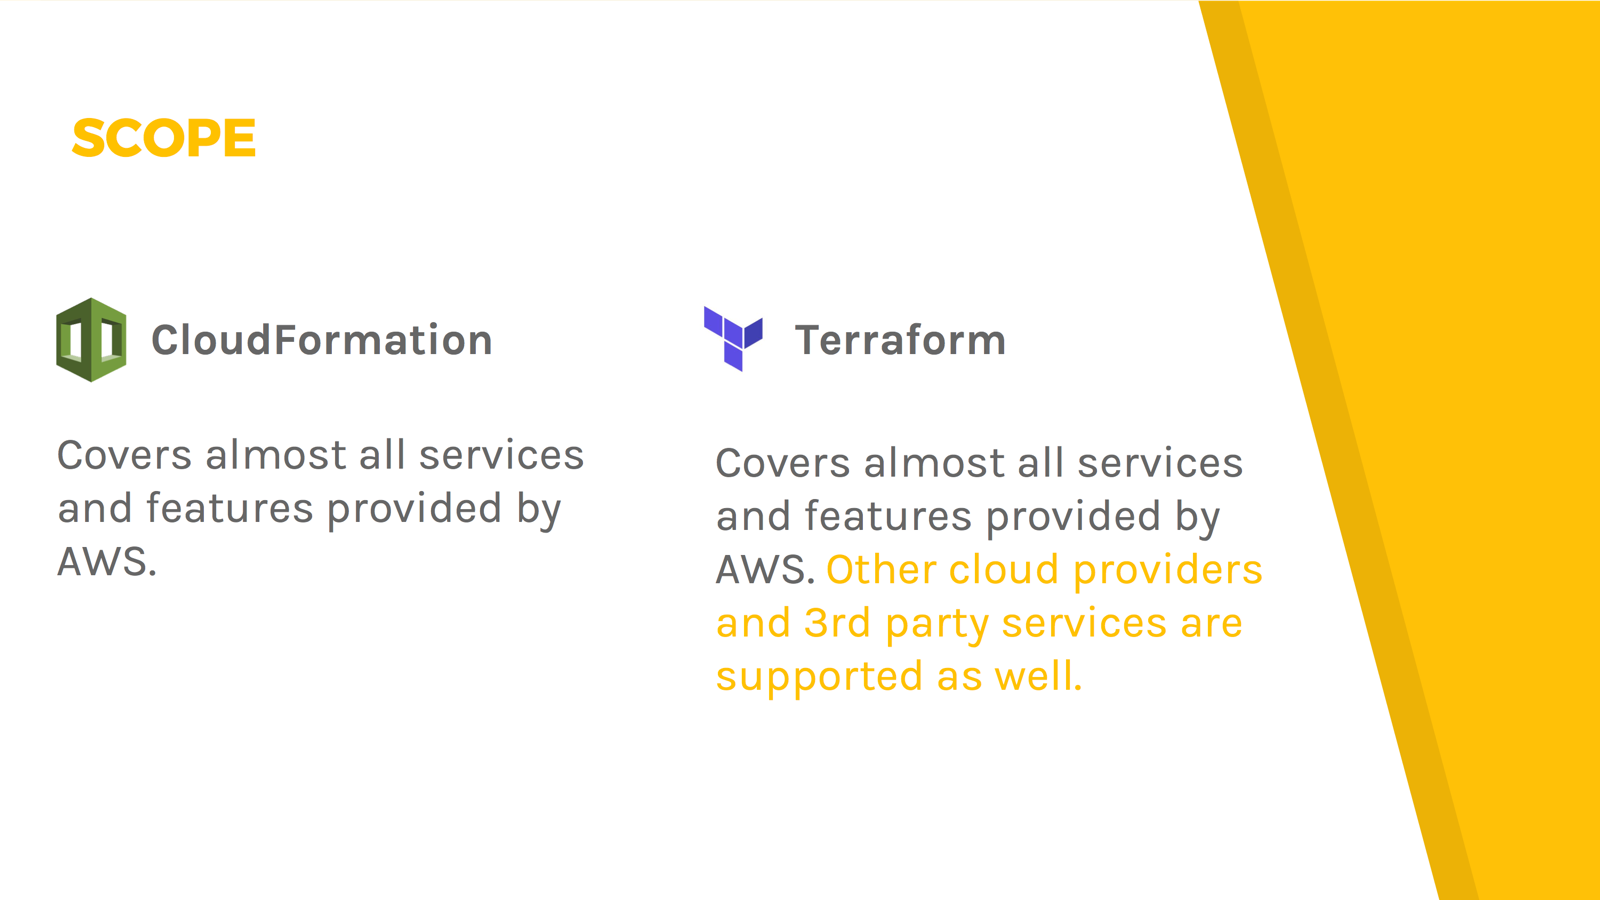 SCOPE
CloudFormation
Covers almost all services
and features provided by
AWS.
Terraform
Covers almost all services
and features provided by
AWS. Other cloud providers
and 3rd party services are
supported as well.